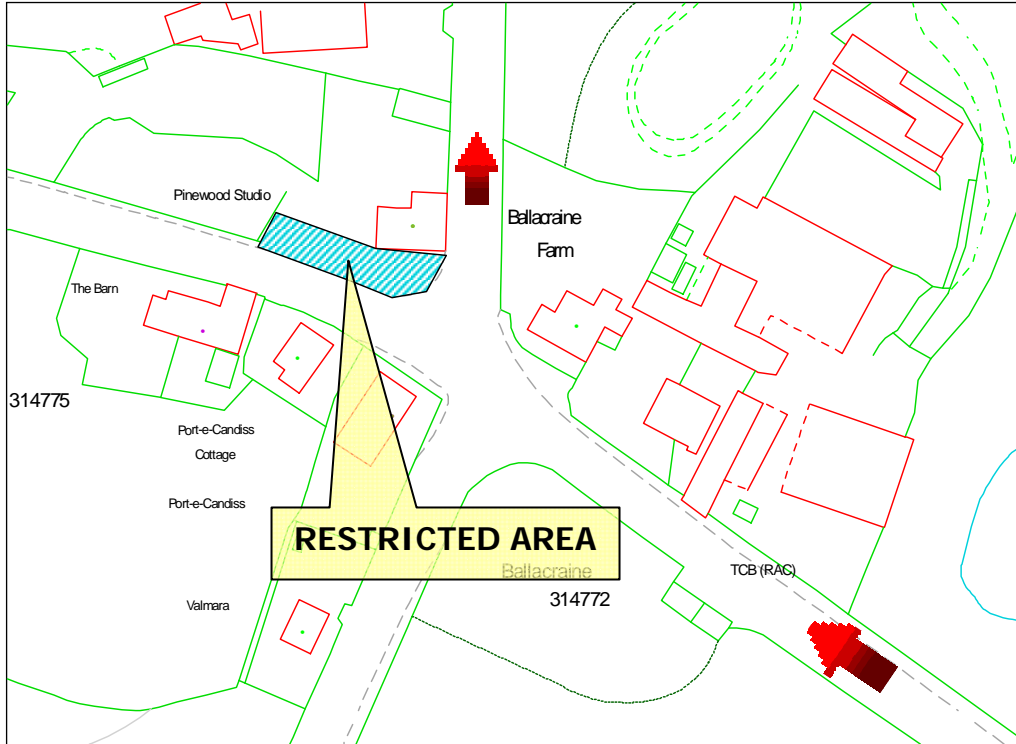 Pinewood Studio
Ballacraine
Farm
The Barn
314775
Port-e-Candiss
Cottage
Port-e-Candiss
RESTRICTED AREA
Ballacraine
TCB (RAC)
314772
Valmara